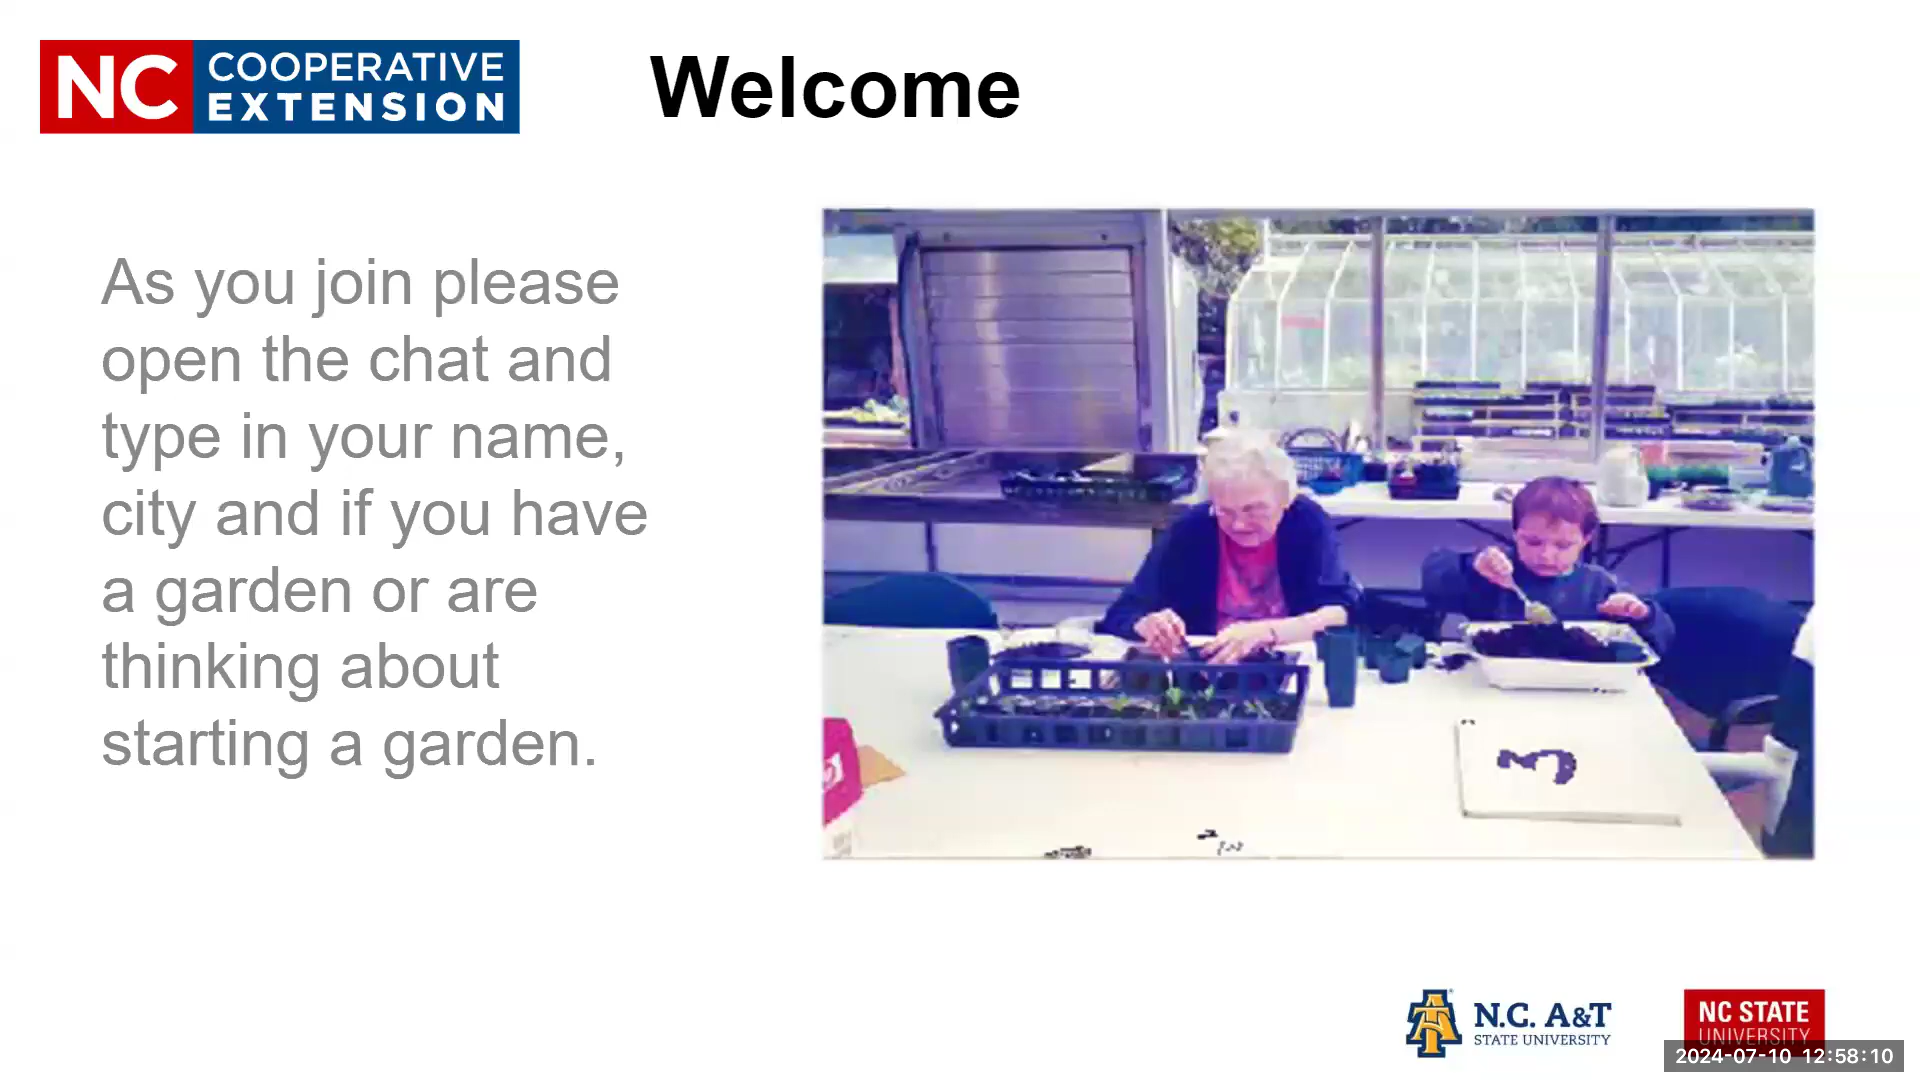 NC COOPERATIVE
EXTENSION
Welcome
As you join please
open the chat and
type in your name,
city and if you have
a garden or are
thinking about
starting a garden.
3
N.C. A&T
STATE UNIVERSITY
NC STATE
UNIVERSITY
2024-07-10 12:58:10